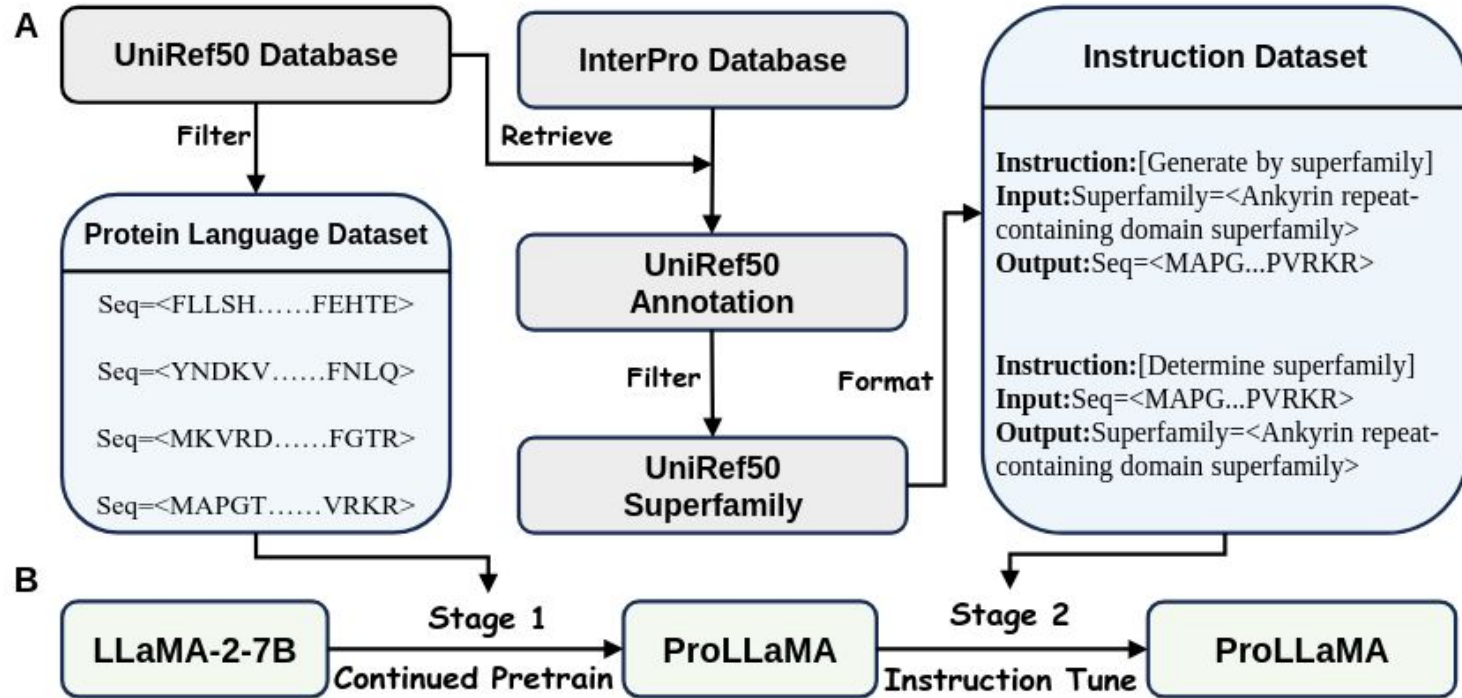 A
UniRef50 Database
InterPro Database
Filter
Retrieve
Protein Language Dataset
Seq=<FLLSH……FEHTE>
Seq=<YNDKV……FNLQ>
Seq=<MKVRD……FGTR>
Seq=<MAPGT……VRKR>
UniRef50
Annotation
Filter
UniRef50
Superfamily
Format
Instruction Dataset
Instruction:[Generate by superfamily]
Input:Superfamily=<Ankyrin repeat-
containing domain superfamily>
Output:Seq=<MAPG...PVRKR>
Instruction:[Determine superfamily]
Input:Seq=<MAPG...PVRKR>
Output:Superfamily=<Ankyrin repeat-
containing domain superfamily>
B
LLaMA-2-7B
Stage 1
Continued Pretrain
ProLLaMA
Stage 2
Instruction Tune
ProLLaMA